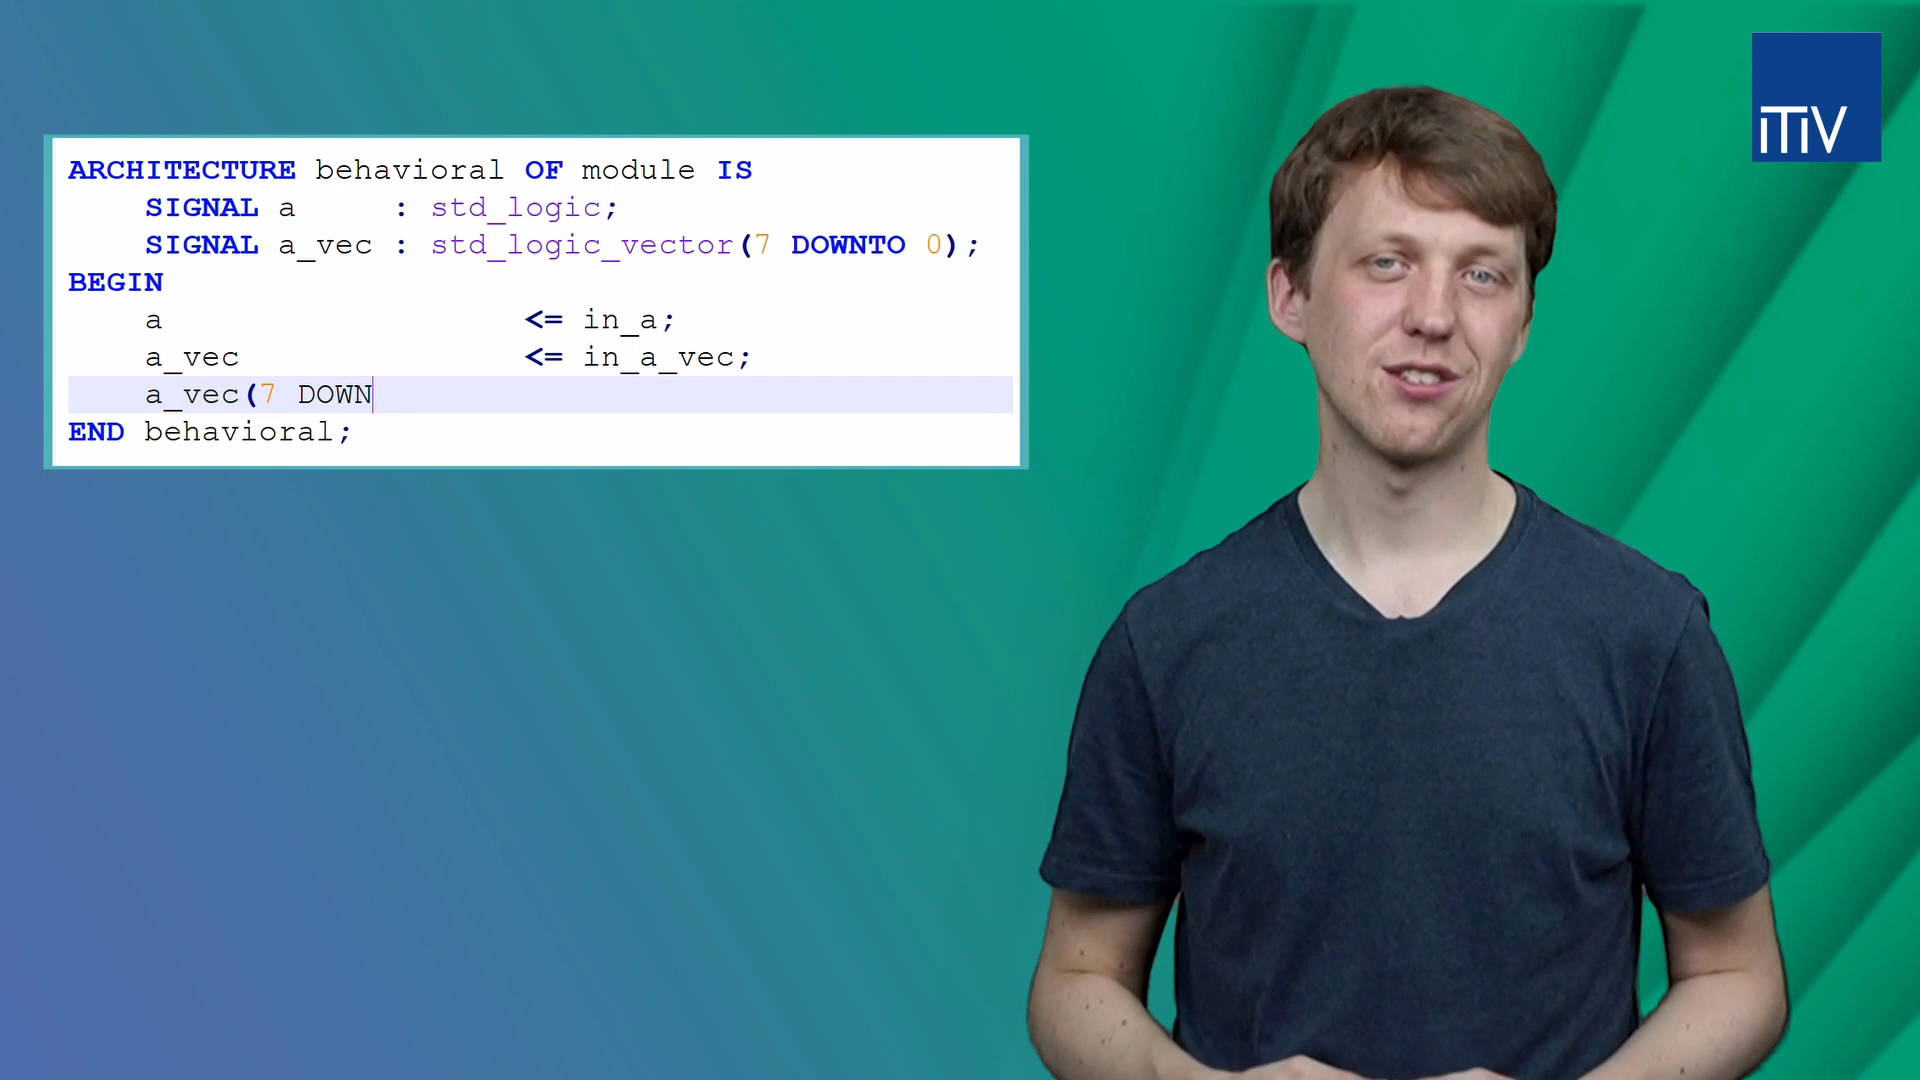 ARCHITECTURE behavioral OF module IS
    SIGNAL a     : std_logic;
    SIGNAL a_vec : std_logic_vector(7 DOWNTO 0);
BEGIN
    a                   <= in_a;
    a_vec               <= in_a_vec;
    a_vec(7 DOWN
END behavioral;
iTiV